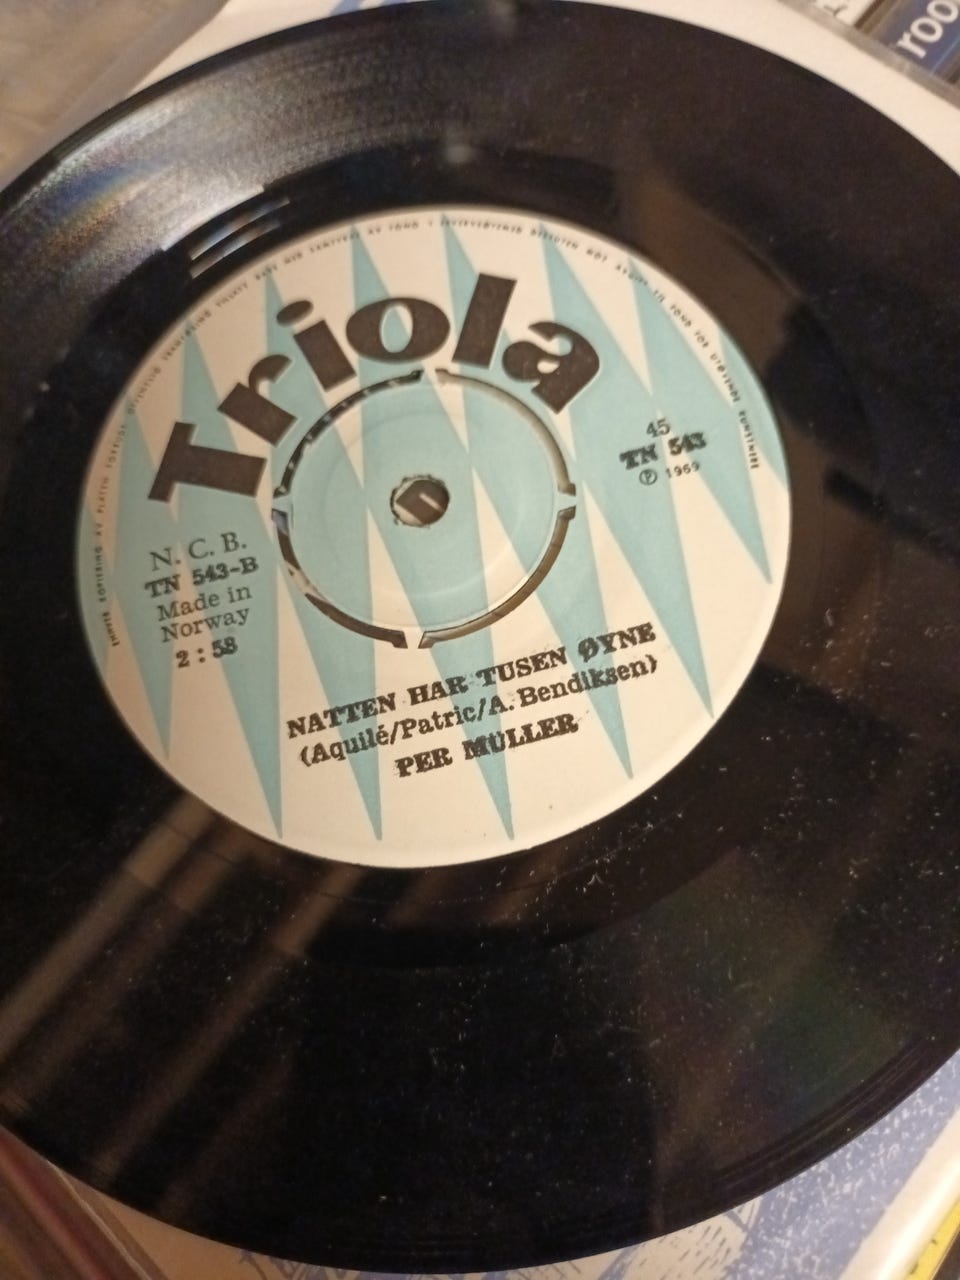 Triola
45
TN 543
Ⓟ 1969
N. C. B.
TN 543-B
Made in
Norway
2 : 58
NATTEN HAR TUSEN ØYNE
(Aquilé/Patric/A. Bendiksen)
PER MÜLLER
roo